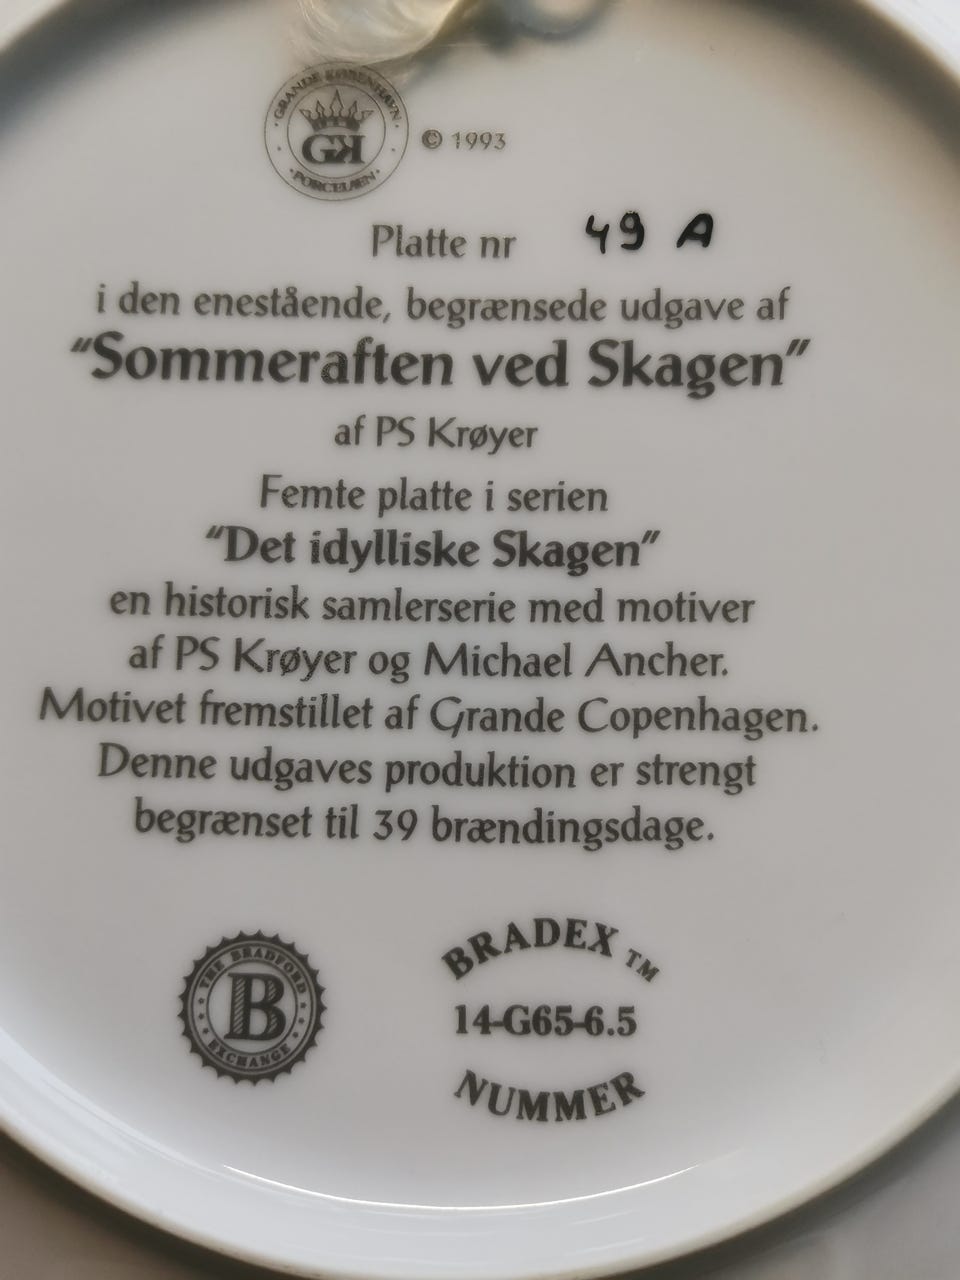 GRANDE KØBENHAVN
GK
PORCELÆN
© 1993
Platte nr 49 A
i den enestående, begrænsede udgave af
"Sommeraften ved Skagen"
af PS Krøyer
Femte platte i serien
"Det idylliske Skagen"
en historisk samlerserie med motiver
af PS Krøyer og Michael Ancher.
Motivet fremstillet af Grande Copenhagen.
Denne udgaves produktion er strengt
begrænset til 39 brændingsdage.
THE BRADFORD
B
EXCHANGE
BRADEX TM
14-G65-6.5
NUMMER